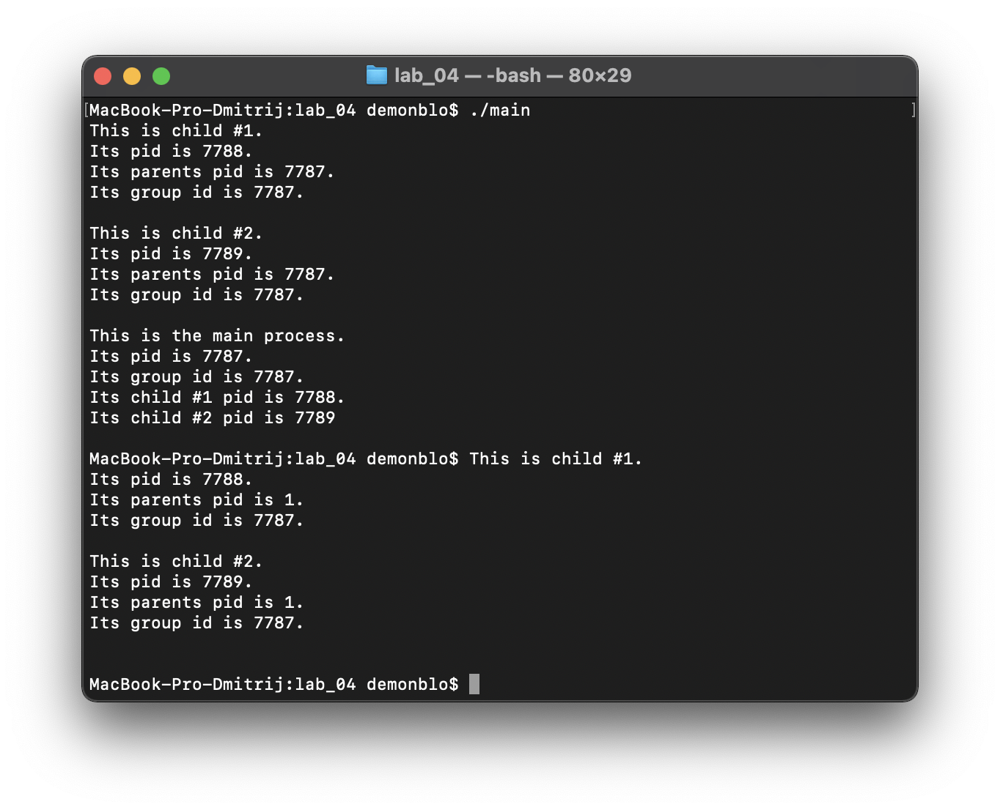 lab_04 — -bash — 80×29
[MacBook-Pro-Dmitrij:lab_04 demonblo$ ./main ]
This is child #1.
Its pid is 7788.
Its parents pid is 7787.
Its group id is 7787.
This is child #2.
Its pid is 7789.
Its parents pid is 7787.
Its group id is 7787.
This is the main process.
Its pid is 7787.
Its group id is 7787.
Its child #1 pid is 7788.
Its child #2 pid is 7789
MacBook-Pro-Dmitrij:lab_04 demonblo$ This is child #1.
Its pid is 7788.
Its parents pid is 1.
Its group id is 7787.
This is child #2.
Its pid is 7789.
Its parents pid is 1.
Its group id is 7787.
MacBook-Pro-Dmitrij:lab_04 demonblo$